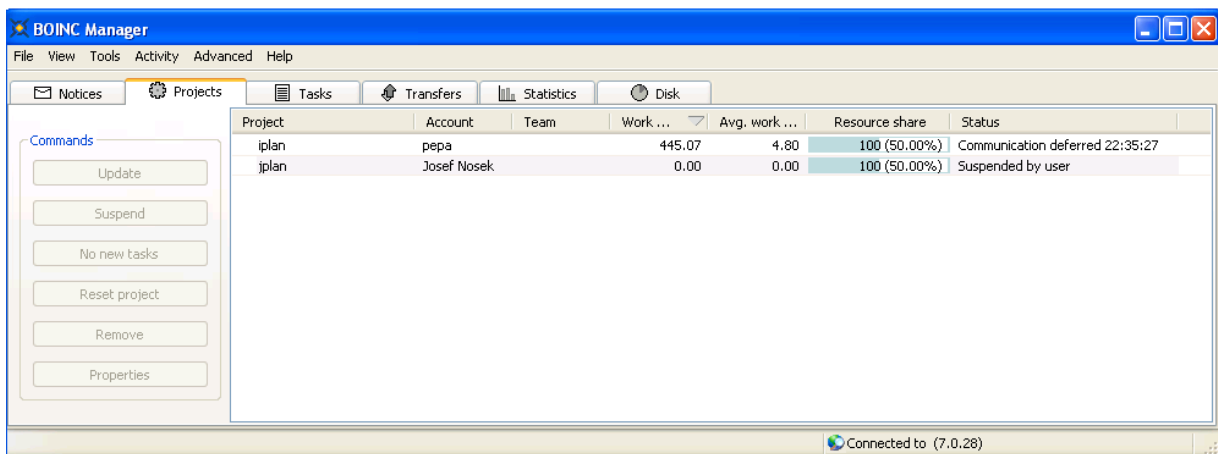 BOINC Manager
File View Tools Activity Advanced Help
Notices Projects Tasks Transfers Statistics Disk
Project Account Team Work ... Avg. work ... Resource share Status
Commands
iplan pepa 445.07 4.80 100 (50.00%) Communication deferred 22:35:27
jplan Josef Nosek 0.00 0.00 100 (50.00%) Suspended by user
Update
Suspend
No new tasks
Reset project
Remove
Properties
Connected to (7.0.28)